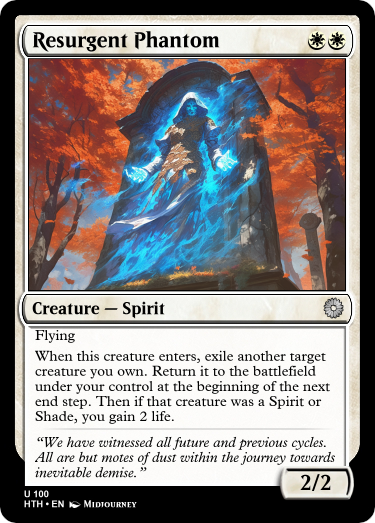 Resurgent Phantom
Creature — Spirit
Flying
When this creature enters, exile another target
creature you own. Return it to the battlefield
under your control at the beginning of the next
end step. Then if that creature was a Spirit or
Shade, you gain 2 life.
“We have witnessed all future and previous cycles.
All are but motes of dust within the journey towards
inevitable demise.”
2/2
U 100
HTH • EN Midjourney